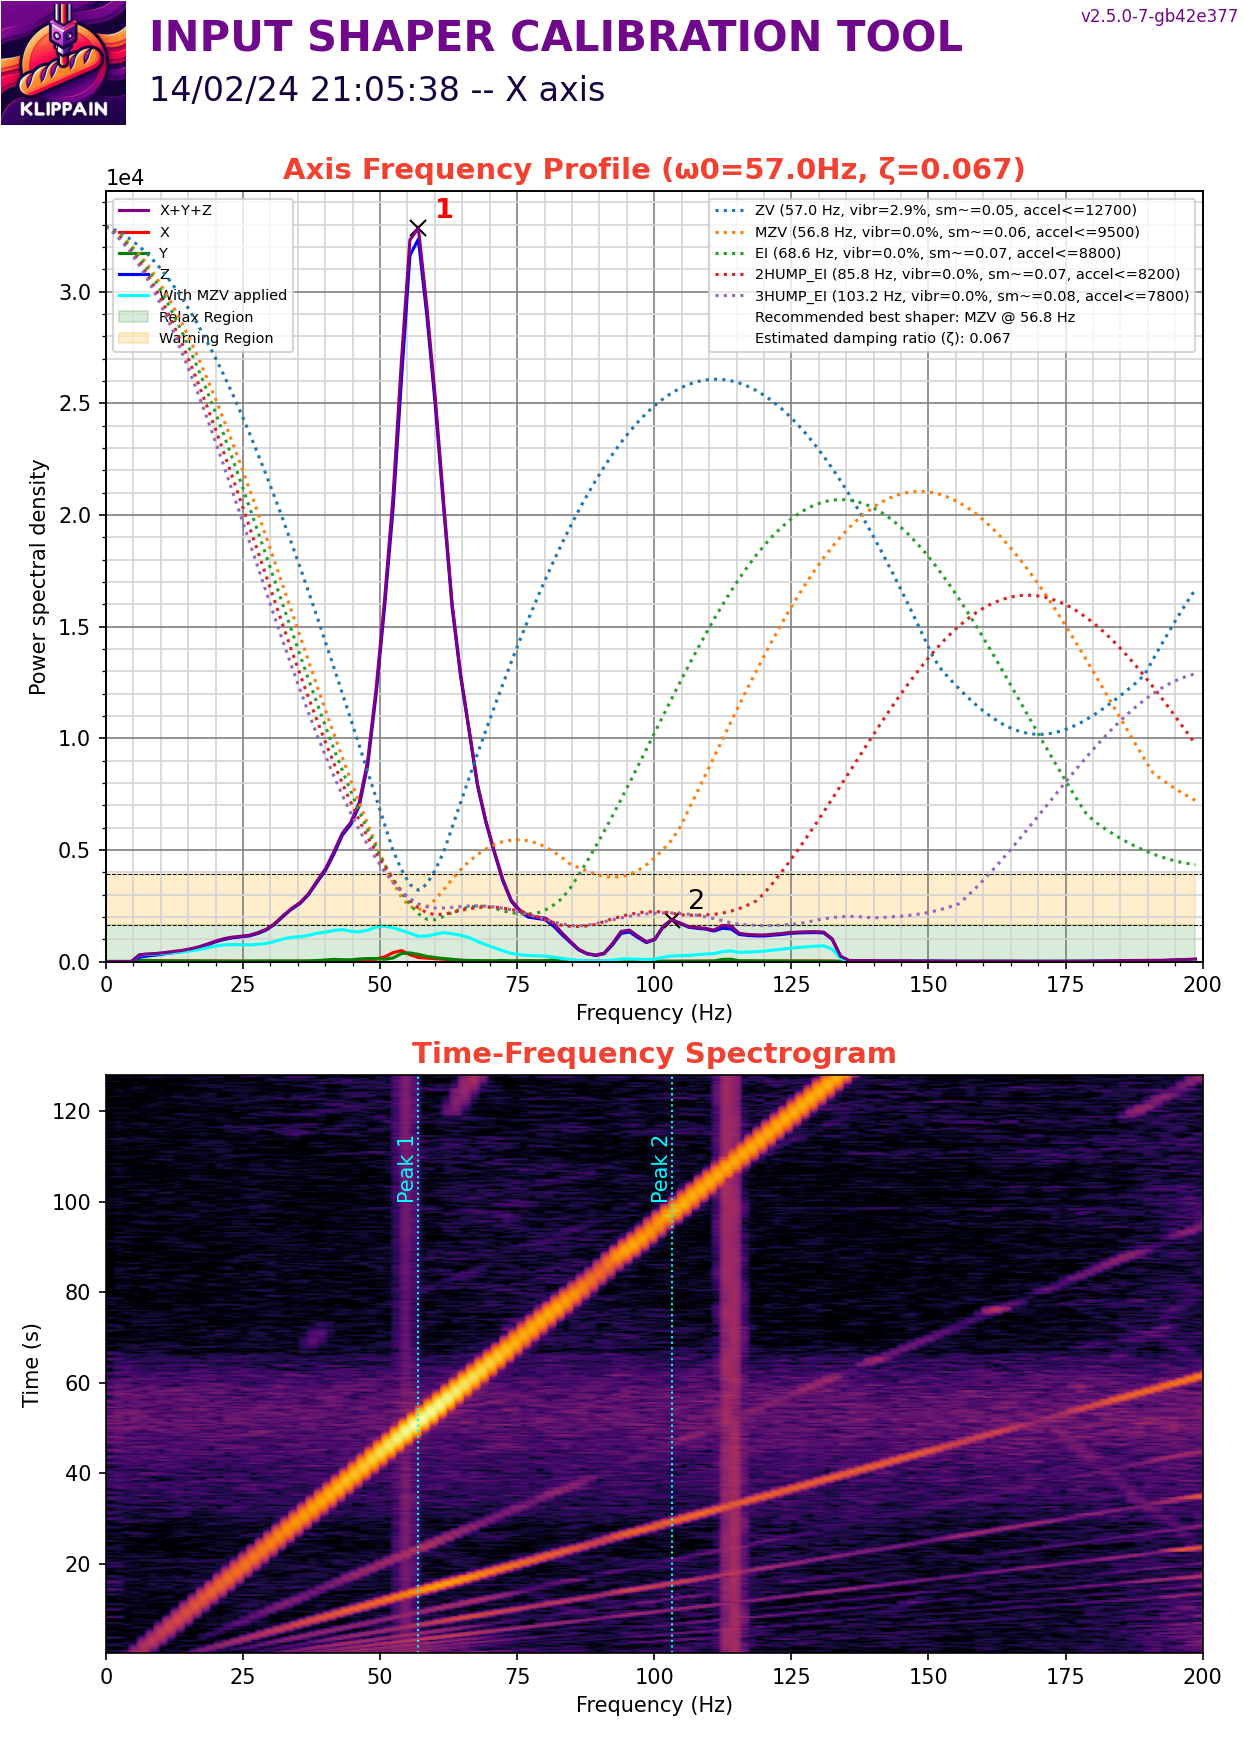 v2.5.0-7-gb42e377
INPUT SHAPER CALIBRATION TOOL
14/02/24 21:05:38 -- X axis
KLIPPAIN
Axis Frequency Profile (ω0=57.0Hz, ζ=0.067)
1e4
X+Y+Z
X
Y
Z
With MZV applied
Relax Region
Warning Region
1
ZV (57.0 Hz, vibr=2.9%, sm~=0.05, accel<=12700)
MZV (56.8 Hz, vibr=0.0%, sm~=0.06, accel<=9500)
EI (68.6 Hz, vibr=0.0%, sm~=0.07, accel<=8800)
2HUMP_EI (85.8 Hz, vibr=0.0%, sm~=0.07, accel<=8200)
3HUMP_EI (103.2 Hz, vibr=0.0%, sm~=0.08, accel<=7800)
Recommended best shaper: MZV @ 56.8 Hz
Estimated damping ratio (ζ): 0.067
3.0
2.5
2.0
1.5
1.0
0.5
0.0
Power spectral density
2
0 25 50 75 100 125 150 175 200
Frequency (Hz)
Time-Frequency Spectrogram
120
100
80
60
40
20
Time (s)
Peak 1
Peak 2
0 25 50 75 100 125 150 175 200
Frequency (Hz)